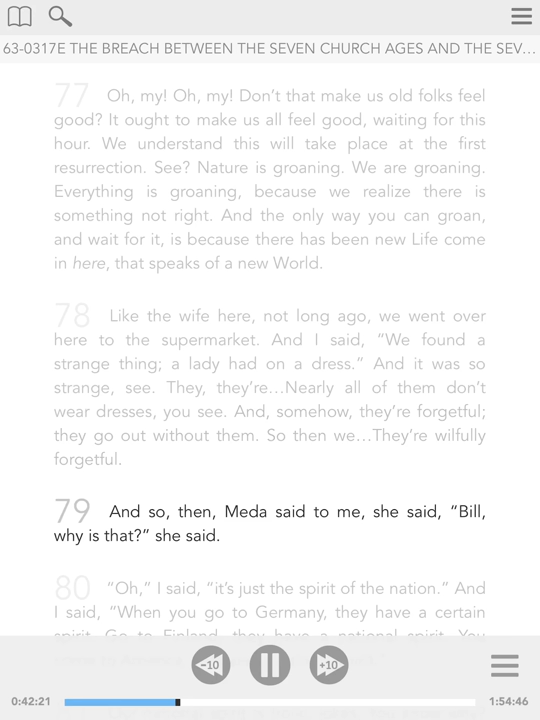 63-0317E THE BREACH BETWEEN THE SEVEN CHURCH AGES AND THE SEV...
77 Oh, my! Oh, my! Don't that make us old folks feel
good? It ought to make us all feel good, waiting for this
hour. We understand this will take place at the first
resurrection. See? Nature is groaning. We are groaning.
Everything is groaning, because we realize there is
something not right. And the only way you can groan,
and wait for it, is because there has been new Life come
in here, that speaks of a new World.
78 Like the wife here, not long ago, we went over
here to the supermarket. And I said, “We found a
strange thing; a lady had on a dress.” And it was so
strange, see. They, they're…Nearly all of them don't
wear dresses, you see. And, somehow, they're forgetful;
they go out without them. So then we…They're wilfully
forgetful.
79 And so, then, Meda said to me, she said, “Bill,
why is that?” she said.
80 “Oh,” I said, “it's just the spirit of the nation.” And
I said, “When you go to Germany, they have a certain
spirit. Go to Finland, they have a national spirit. You
-10
+10
0:42:21
1:54:46